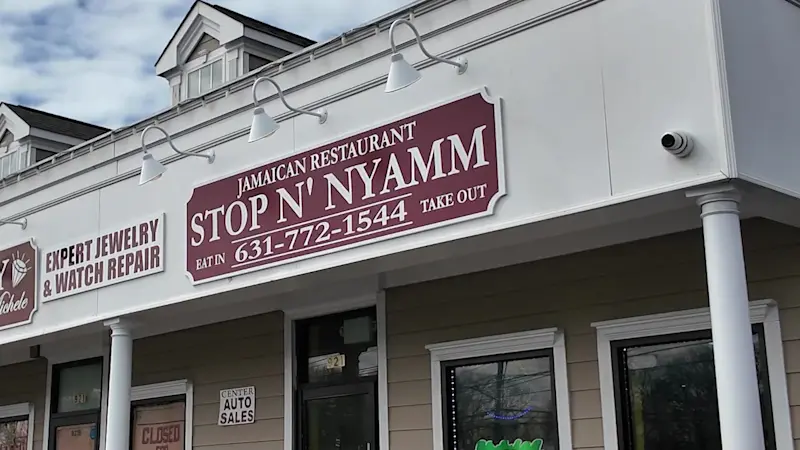 JAMAICAN RESTAURANT
STOP N' NYAMM
EAT IN 631-772-1544 TAKE OUT
EXPERT JEWELRY
& WATCH REPAIR
Michele
CENTER
AUTO
SALES
CLOSED